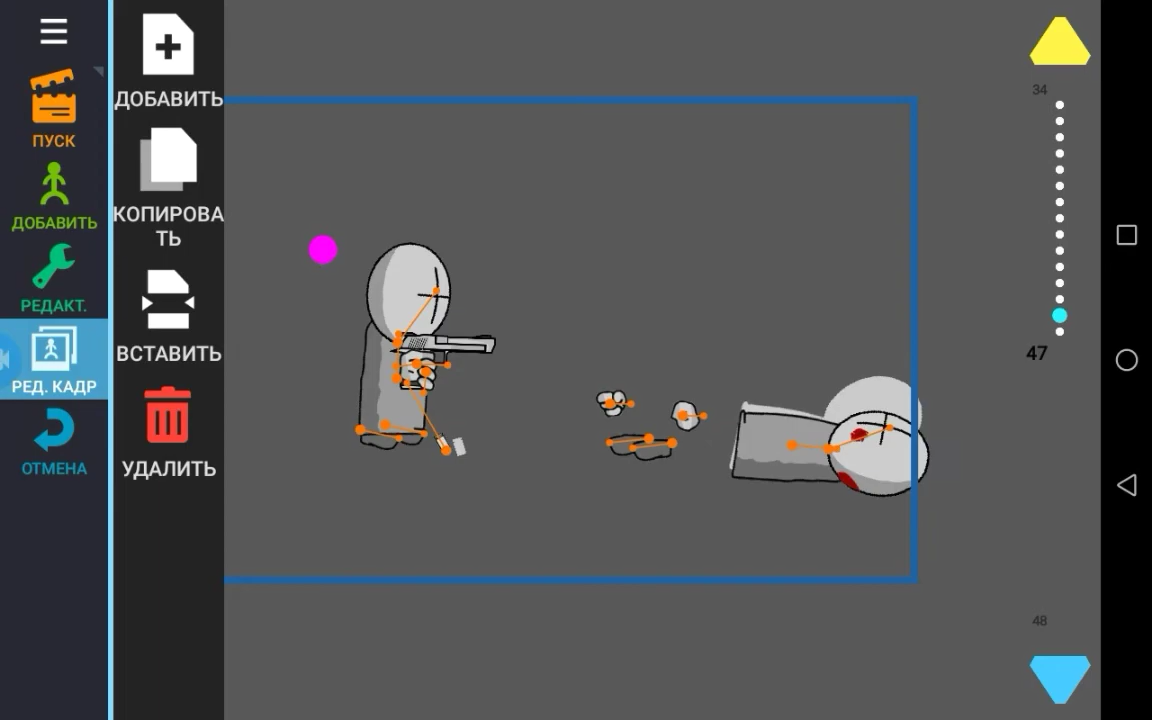 ПУСК
ДОБАВИТЬ
РЕДАКТ.
РЕД. КАДР
ОТМЕНА
ДОБАВИТЬ
КОПИРОВА
ТЬ
ВСТАВИТЬ
УДАЛИТЬ
34
47
48